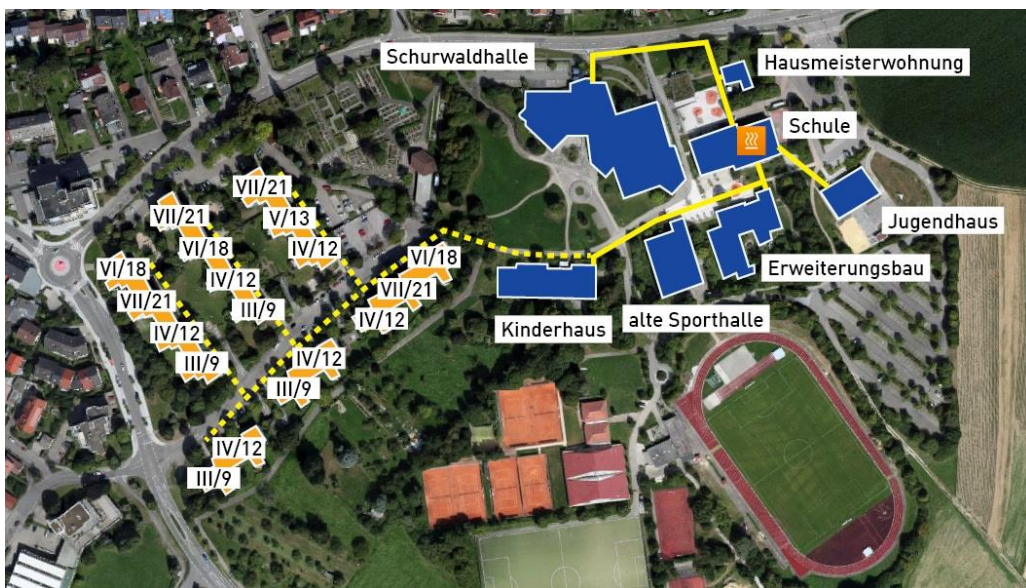 Schurwaldhalle
Hausmeisterwohnung
Schule
Jugendhaus
Erweiterungsbau
alte Sporthalle
Kinderhaus
VII/21
V/13
IV/12
VII/21
VI/18
IV/12
III/9
VI/18
VII/21
IV/12
III/9
VI/18
VII/21
IV/12
IV/12
III/9
IV/12
III/9